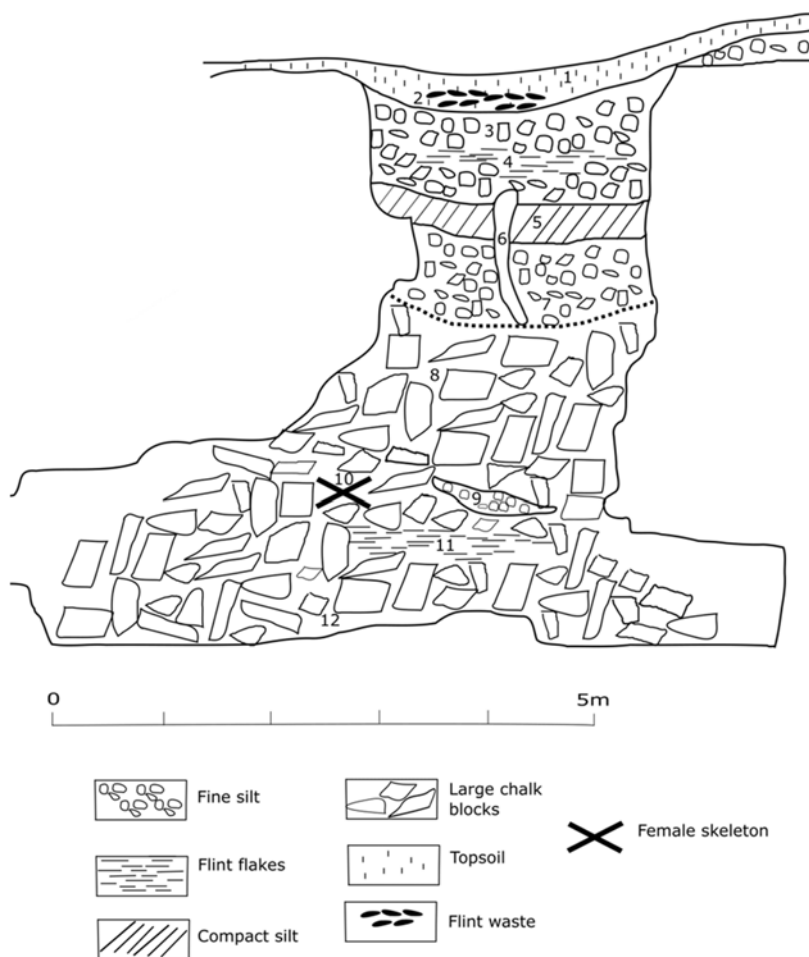 1
2
3
4
5
6
7
8
10
9
11
12
0 5m
Fine silt
Large chalk
blocks
Female skeleton
Flint flakes
Topsoil
Compact silt
Flint waste